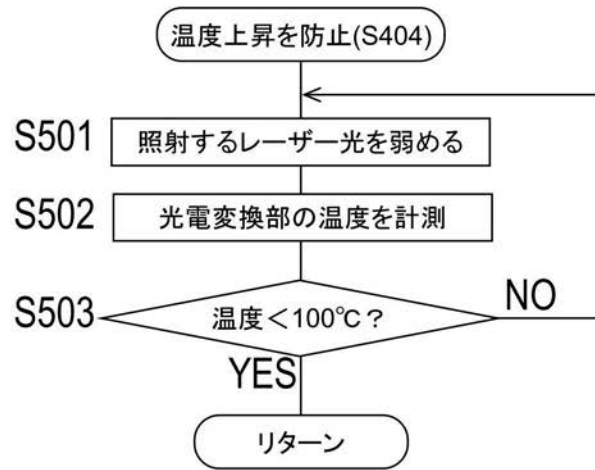 温度上昇を防止(S404)
S501
照射するレーザー光を弱める
S502
光電変換部の温度を計測
S503
温度＜100℃？
NO
YES
リターン